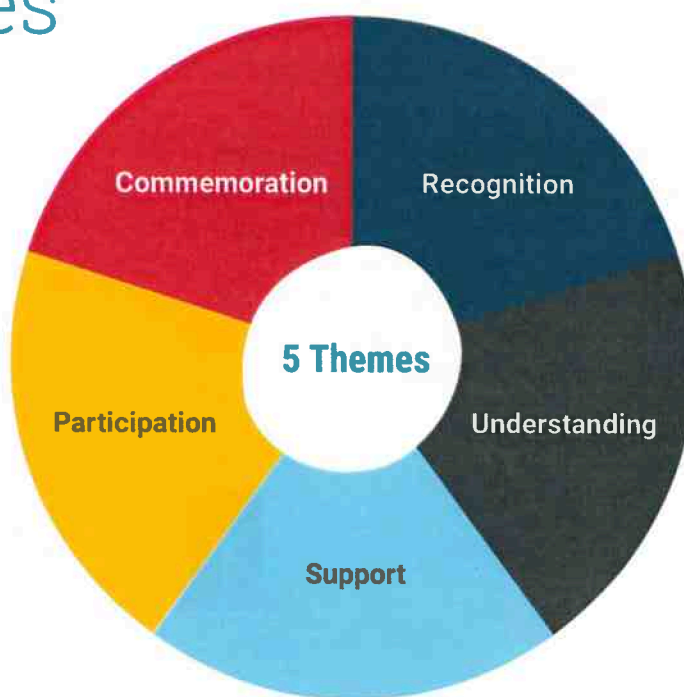 Commemoration
Recognition
5 Themes
Participation
Understanding
Support